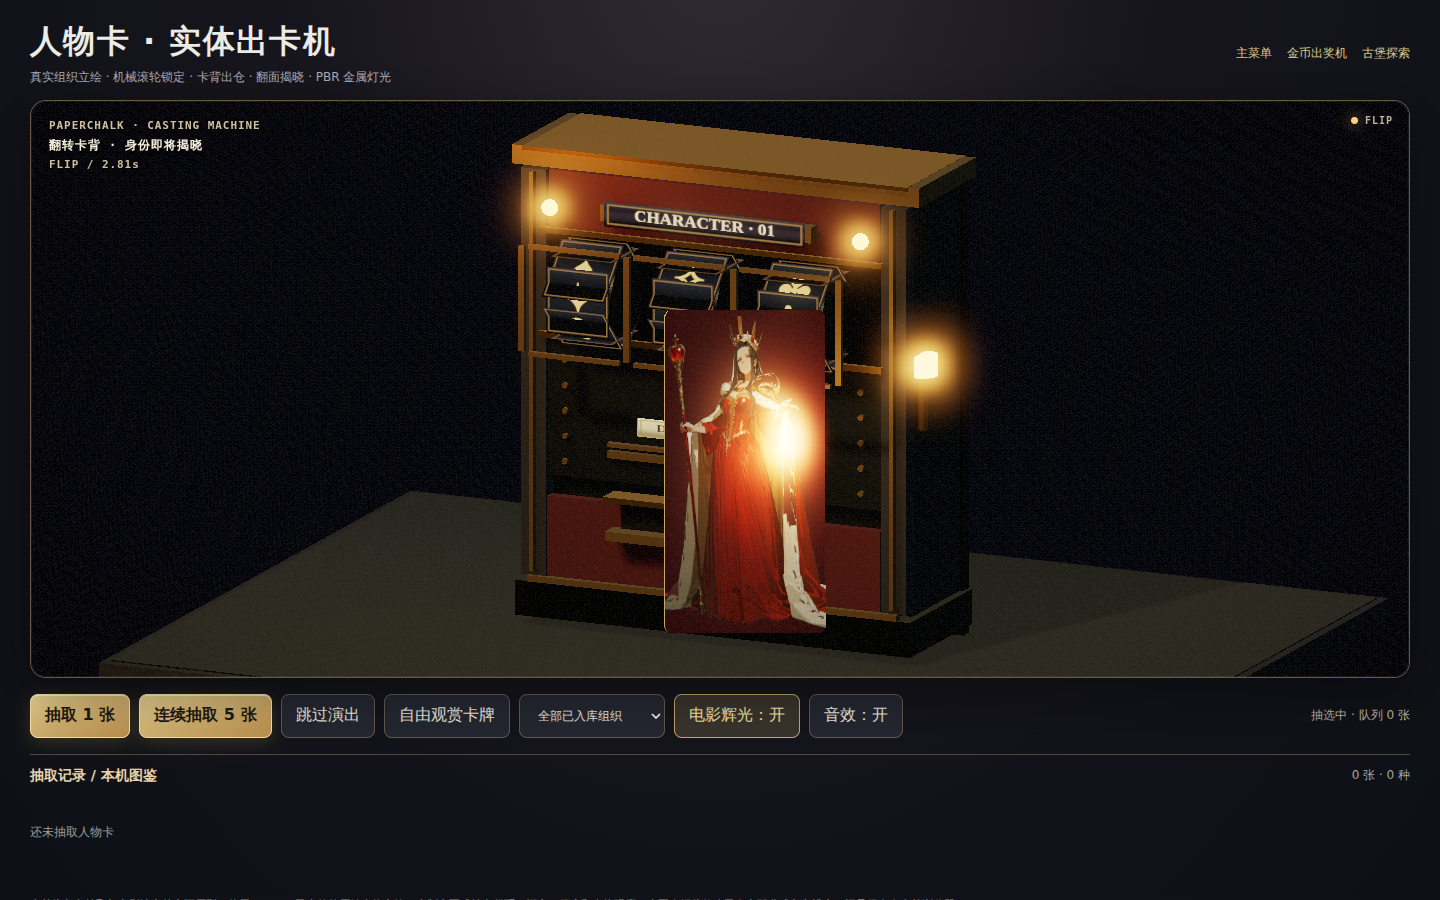 人物卡 · 实体出卡机
真实组织立绘 · 机械滚轮锁定 · 卡背出仓 · 翻面揭晓 · PBR 金属灯光
主菜单 金币出奖机 古堡探索
PAPERCHALK · CASTING MACHINE
翻转卡背 · 身份即将揭晓
FLIP / 2.81s
FLIP
CHARACTER · 01
抽取 1 张 连续抽取 5 张 跳过演出 自由观赏卡牌 全部已入库组织 电影辉光：开 音效：开
抽选中 · 队列 0 张
抽取记录 / 本机图鉴
0 张 · 0 种
还未抽取人物卡